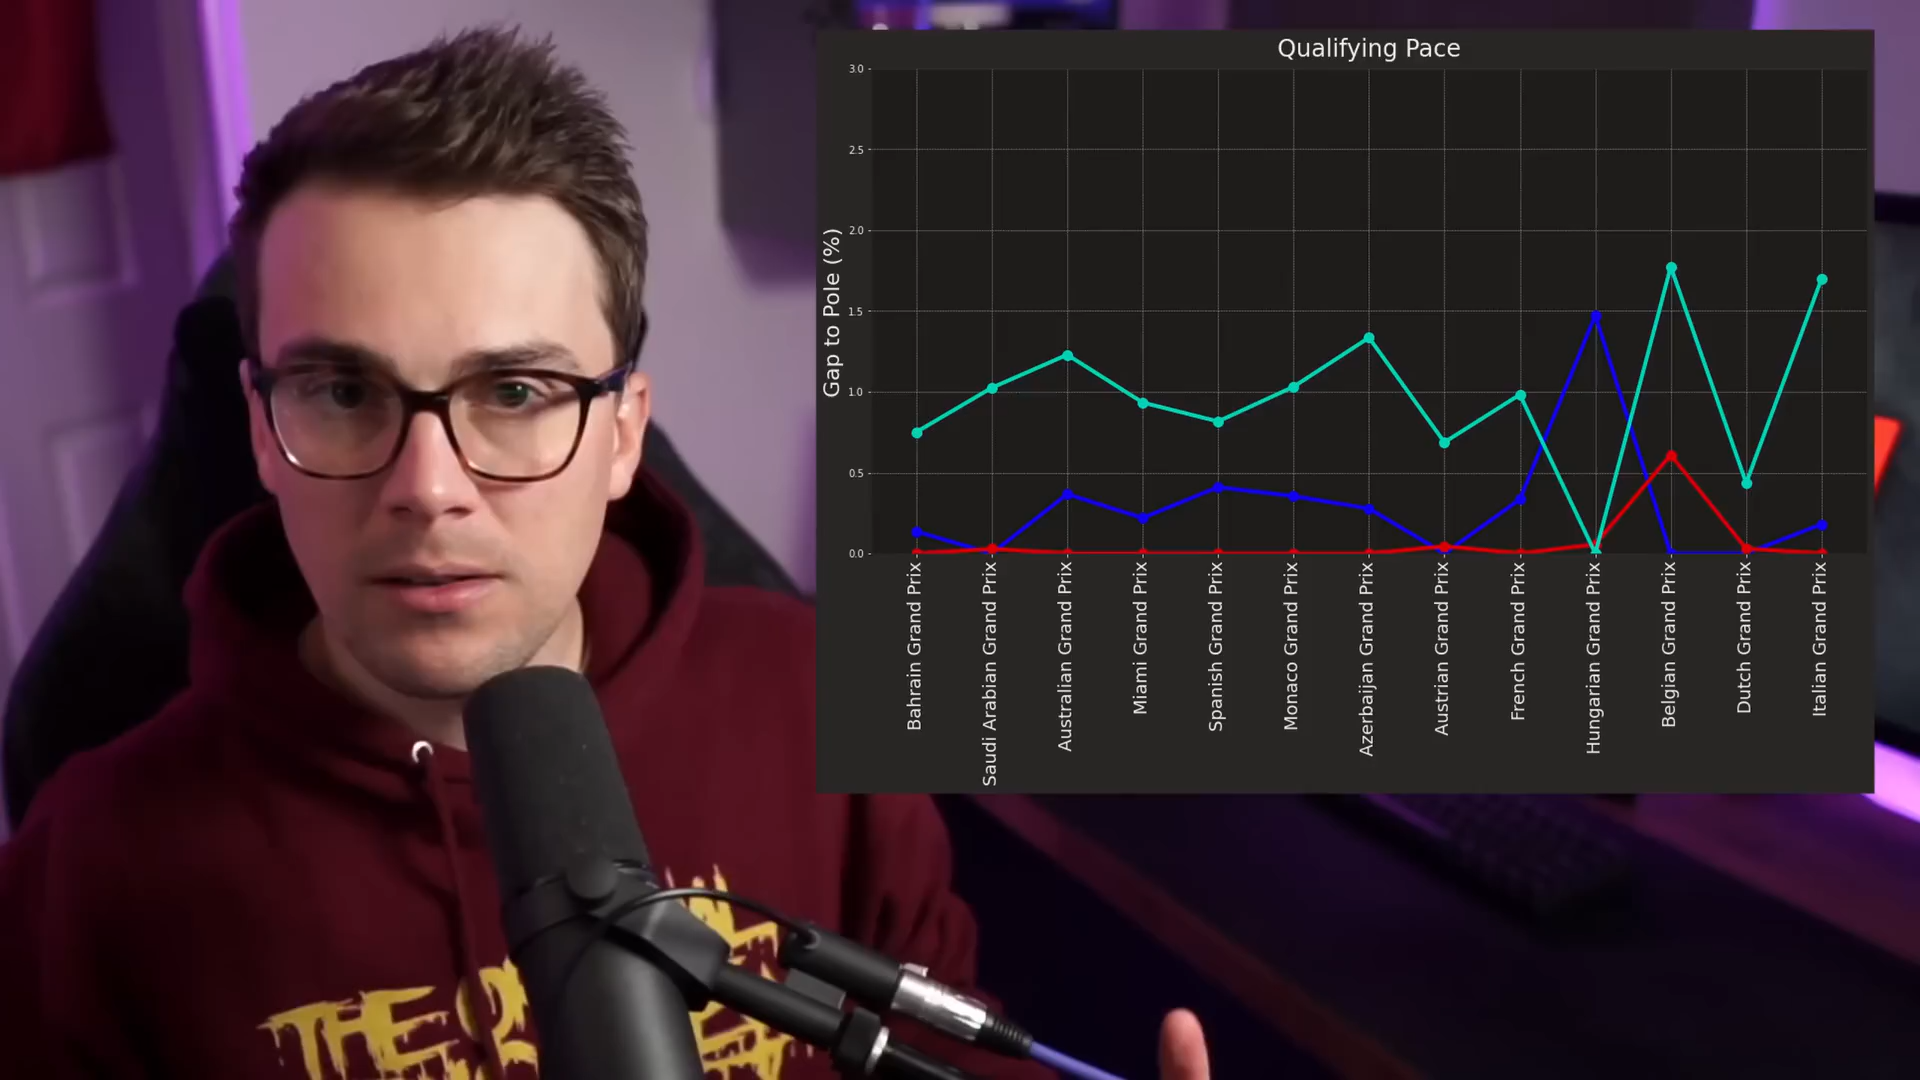 Qualifying Pace
Gap to Pole (%)
3.0
2.5
2.0
1.5
1.0
0.5
0.0
Bahrain Grand Prix
Saudi Arabian Grand Prix
Australian Grand Prix
Miami Grand Prix
Spanish Grand Prix
Monaco Grand Prix
Azerbaijan Grand Prix
Austrian Grand Prix
French Grand Prix
Hungarian Grand Prix
Belgian Grand Prix
Dutch Grand Prix
Italian Grand Prix
THE